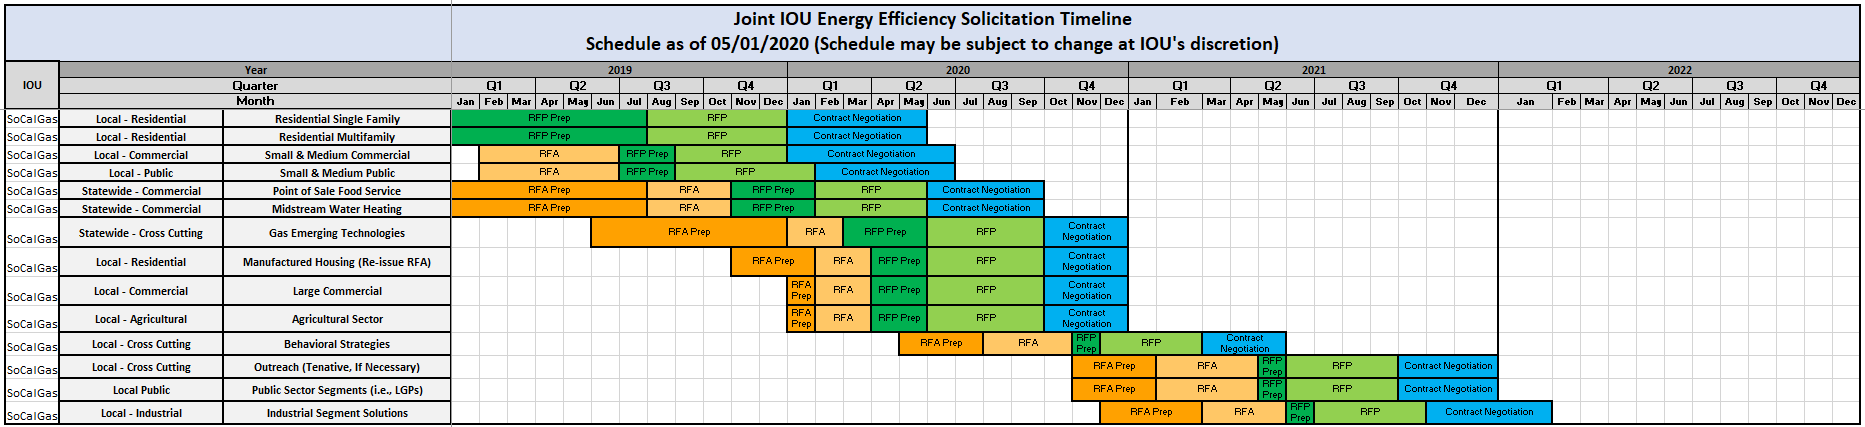 Joint IOU Energy Efficiency Solicitation Timeline
Schedule as of 05/01/2020 (Schedule may be subject to change at IOU's discretion)
IOU Year 2019 2020 2021 2022
Quarter Q1 Q2 Q3 Q4 Q1 Q2 Q3 Q4 Q1 Q2 Q3 Q4 Q1 Q2 Q3 Q4
Month Jan Feb Mar Apr May Jun Jul Aug Sep Oct Nov Dec Jan Feb Mar Apr May Jun Jul Aug Sep Oct Nov Dec Jan Feb Mar Apr May Jun Jul Aug Sep Oct Nov Dec Jan Feb Mar Apr May Jun Jul Aug Sep Oct Nov Dec
SoCalGas Local - Residential Residential Single Family RFP Prep RFP Contract Negotiation
SoCalGas Local - Residential Residential Multifamily RFP Prep RFP Contract Negotiation
SoCalGas Local - Commercial Small & Medium Commercial RFA RFP Prep RFP Contract Negotiation
SoCalGas Local - Public Small & Medium Public RFA RFP Prep RFP Contract Negotiation
SoCalGas Statewide - Commercial Point of Sale Food Service RFA Prep RFA RFP Prep RFP Contract Negotiation
SoCalGas Statewide - Commercial Midstream Water Heating RFA Prep RFA RFP Prep RFP Contract Negotiation
SoCalGas Statewide - Cross Cutting Gas Emerging Technologies RFA Prep RFA RFP Prep RFP Contract Negotiation
SoCalGas Local - Residential Manufactured Housing (Re-issue RFA) RFA Prep RFA RFP Prep RFP Contract Negotiation
SoCalGas Local - Commercial Large Commercial RFA Prep RFA RFP Prep RFP Contract Negotiation
SoCalGas Local - Agricultural Agricultural Sector RFA Prep RFA RFP Prep RFP Contract Negotiation
SoCalGas Local - Cross Cutting Behavioral Strategies RFA Prep RFA RFP Prep RFP Contract Negotiation
SoCalGas Local - Cross Cutting Outreach (Tenative, If Necessary) RFA Prep RFA RFP Prep RFP Contract Negotiation
SoCalGas Local Public Public Sector Segments (i.e., LGPs) RFA Prep RFA RFP Prep RFP Contract Negotiation
SoCalGas Local - Industrial Industrial Segment Solutions RFA Prep RFA RFP Prep RFP Contract Negotiation